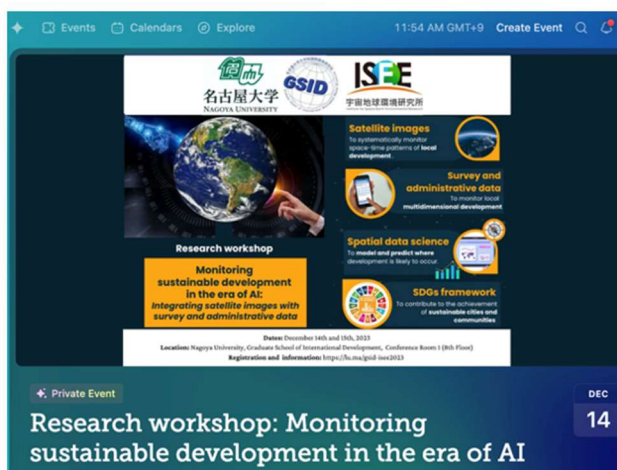 Events Calendars Explore 11:54 AM GMT+9 Create Event
名古屋大学
NAGOYA UNIVERSITY
GSID
ISEE
宇宙地球環境研究所
Satellite images
To systematically monitor
space-time patterns of local
development.
Survey and
administrative data
To monitor local
multidimensional development
Spatial data science
To model and predict where
development is likely to occur.
SDGs framework
To contribute to the achievement
of sustainable cities and
communities
Research workshop
Monitoring
sustainable development
in the era of AI:
Integrating satellite images with
survey and administrative data
Dates: December 14th and 15th, 2023
Location: Nagoya University, Graduate School of International Development, Conference Room 1 (8th Floor)
Registration and information: https://lu.ma/gsid-isee2023
Private Event
DEC
14
Research workshop: Monitoring
sustainable development in the era of AI